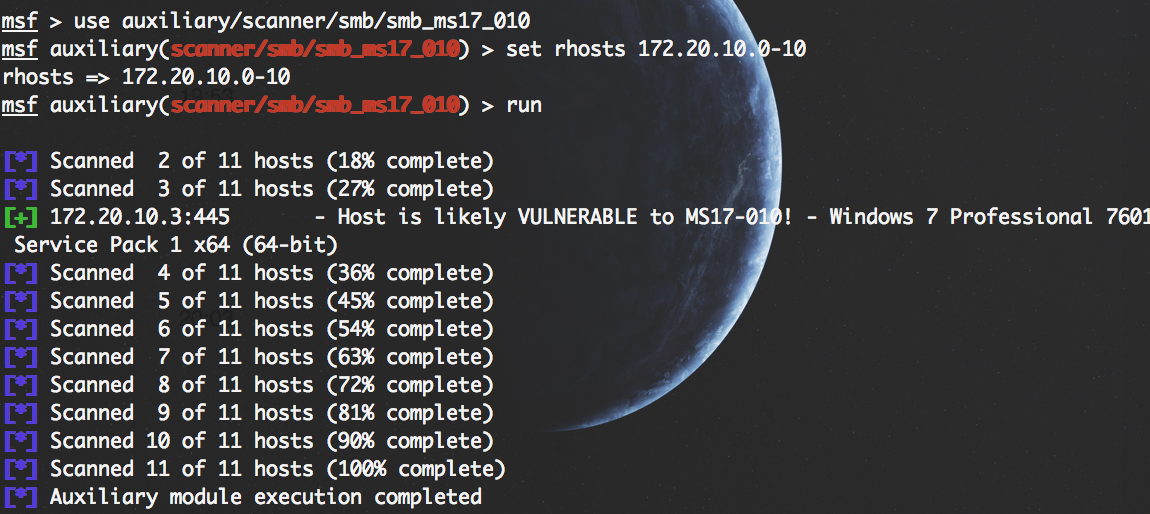 msf > use auxiliary/scanner/smb/smb_ms17_010
msf auxiliary(scanner/smb/smb_ms17_010) > set rhosts 172.20.10.0-10
rhosts => 172.20.10.0-10
msf auxiliary(scanner/smb/smb_ms17_010) > run
[*] Scanned  2 of 11 hosts (18% complete)
[*] Scanned  3 of 11 hosts (27% complete)
[+] 172.20.10.3:445       - Host is likely VULNERABLE to MS17-010! - Windows 7 Professional 7601
 Service Pack 1 x64 (64-bit)
[*] Scanned  4 of 11 hosts (36% complete)
[*] Scanned  5 of 11 hosts (45% complete)
[*] Scanned  6 of 11 hosts (54% complete)
[*] Scanned  7 of 11 hosts (63% complete)
[*] Scanned  8 of 11 hosts (72% complete)
[*] Scanned  9 of 11 hosts (81% complete)
[*] Scanned 10 of 11 hosts (90% complete)
[*] Scanned 11 of 11 hosts (100% complete)
[*] Auxiliary module execution completed